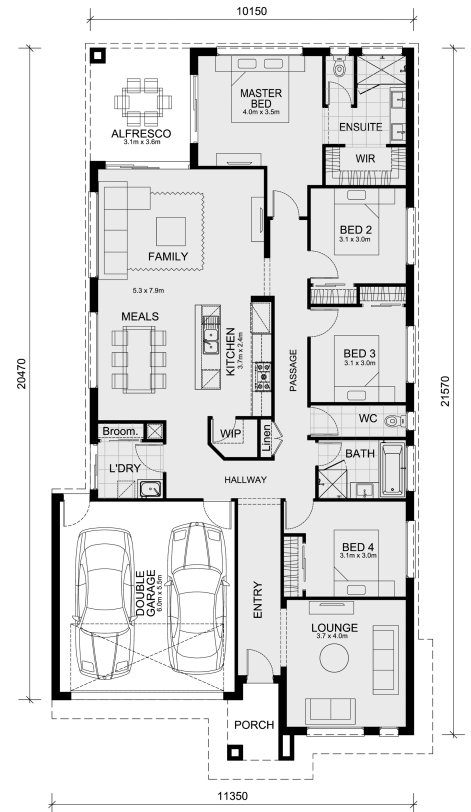 10150
MASTER
BED
4.0m x 3.5m
ALFRESCO
3.1m x 3.6m
ENSUITE
WIR
BED 2
3.1 x 3.0m
FAMILY
5.3 x 7.9m
MEALS
KITCHEN
3.7m x 2.4m
PASSAGE
BED 3
3.1 x 3.0m
20470
21570
WC
Broom.
WIP
Linen
BATH
L'DRY
HALLWAY
BED 4
3.1m x 3.0m
DOUBLE
GARAGE
6.0m x 5.5m
ENTRY
LOUNGE
3.7 x 4.0m
PORCH
11350